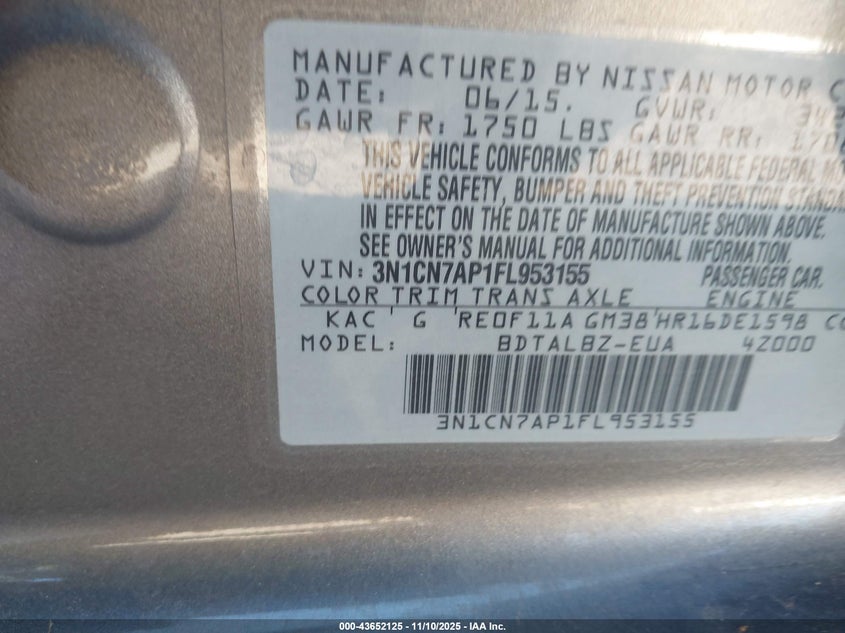 MANUFACTURED BY NISSAN MOTOR
DATE: 06/15. GVWR:
GAWR FR: 1750 LBS GAWR RR:
THIS VEHICLE CONFORMS TO ALL APPLICABLE FEDERAL
VEHICLE SAFETY, BUMPER AND THEFT PREVENTION
IN EFFECT ON THE DATE OF MANUFACTURE SHOWN ABOVE.
SEE OWNER'S MANUAL FOR ADDITIONAL INFORMATION.
VIN: 3N1CN7AP1FL953155 PASSENGER CAR.
COLOR TRIM TRANS AXLE ENGINE
KAC G RE0F11A GM38 HR16DE1598
MODEL: BDTALBZ-EUA 4Z000
3N1CN7AP1FL953155
000-43652125 - 11/10/2025 - IAA Inc.